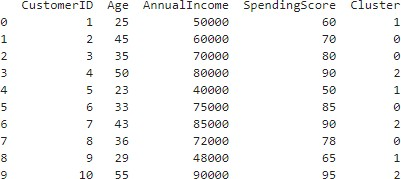 CustomerID Age AnnualIncome SpendingScore Cluster
0 1 25 50000 60 1
1 2 45 60000 70 0
2 3 35 70000 80 0
3 4 50 80000 90 2
4 5 23 40000 50 1
5 6 33 75000 85 0
6 7 43 85000 90 2
7 8 36 72000 78 0
8 9 29 48000 65 1
9 10 55 90000 95 2